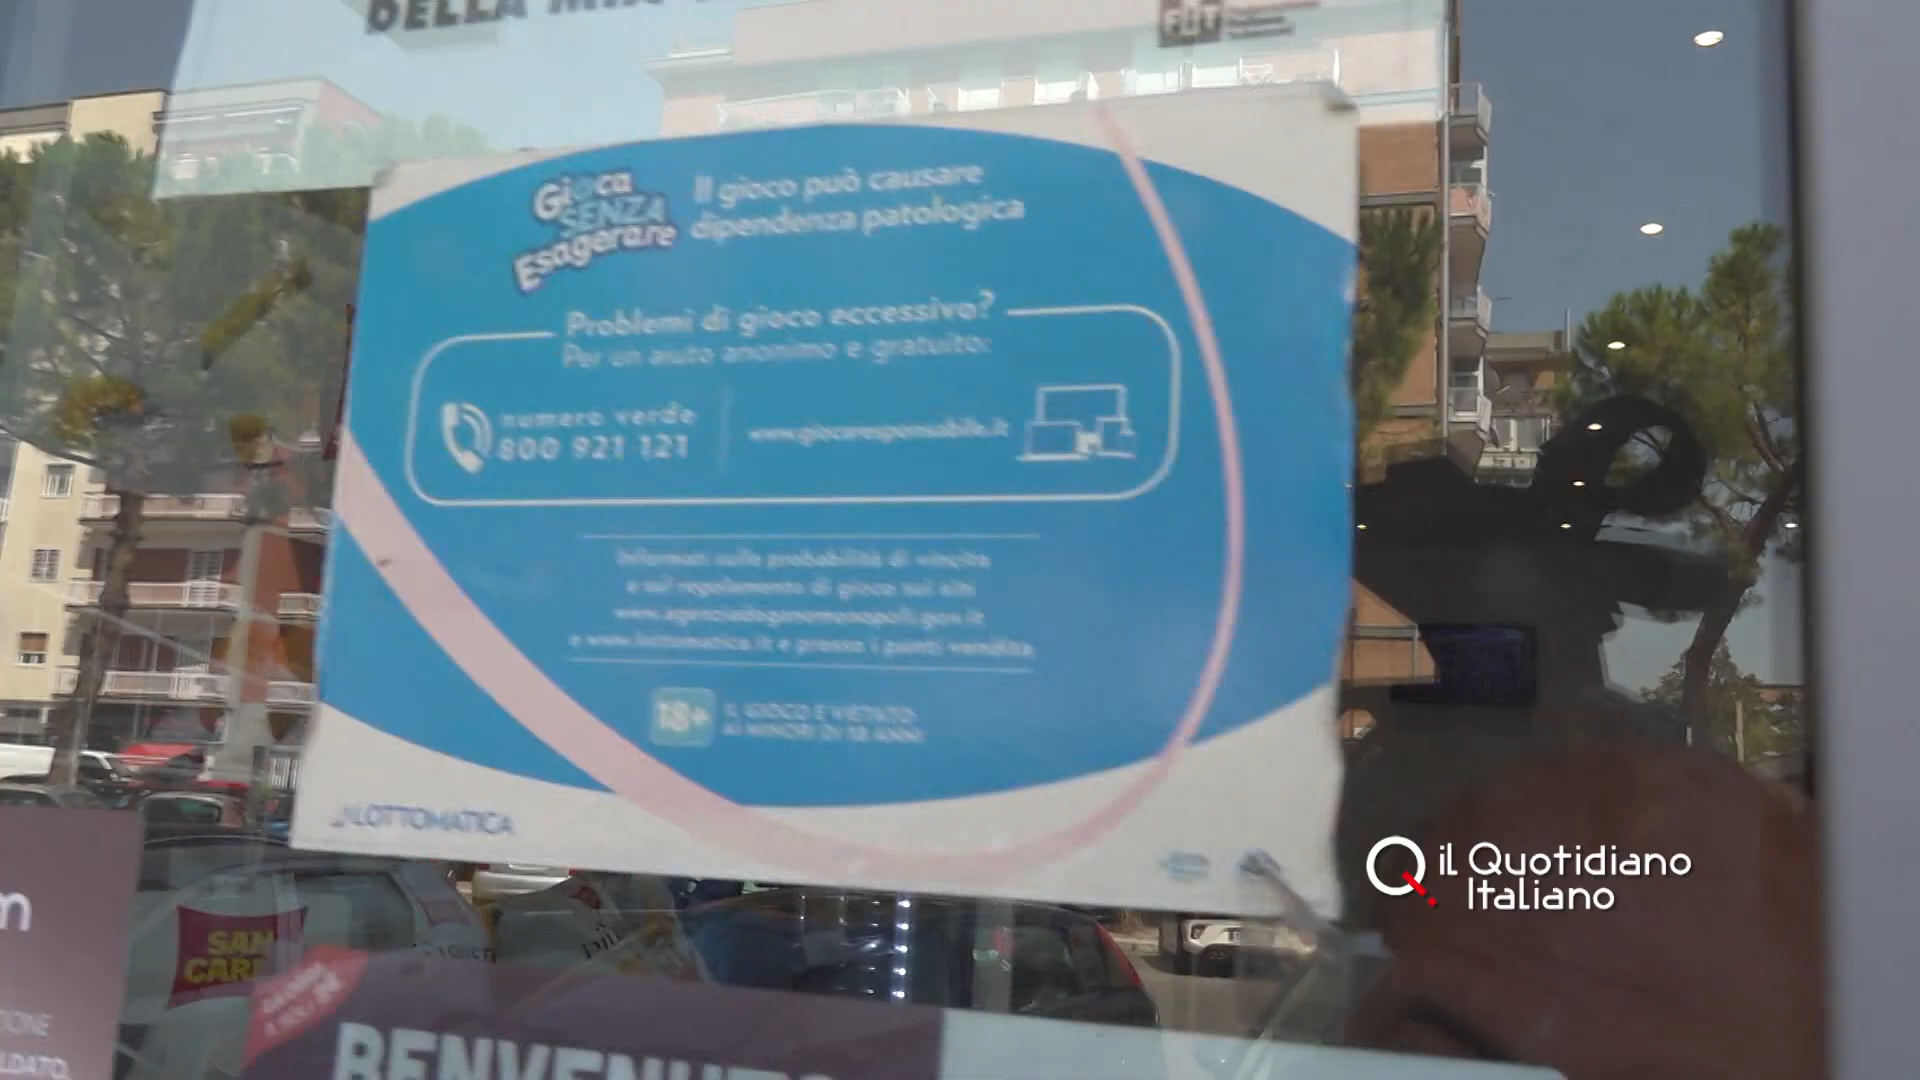 DELLA
FIT
Gioca
SENZA
Esagerare
Il gioco può causare
dipendenza patologica
Problemi di gioco eccessivo?
Per un aiuto anonimo e gratuito:
numero verde
800 921 121
www.giocaresponsabile.it
Informati sulle probabilità di vincita
e sul regolamento di gioco sui siti
www.agenziadoganemonopoli.gov.it
e www.lottomatica.it e presso i punti vendita
18+
IL GIOCO È VIETATO
AI MINORI DI 18 ANNI
LOTTOMATICA
il Quotidiano
Italiano
SAN
CARL
BENVENUTO